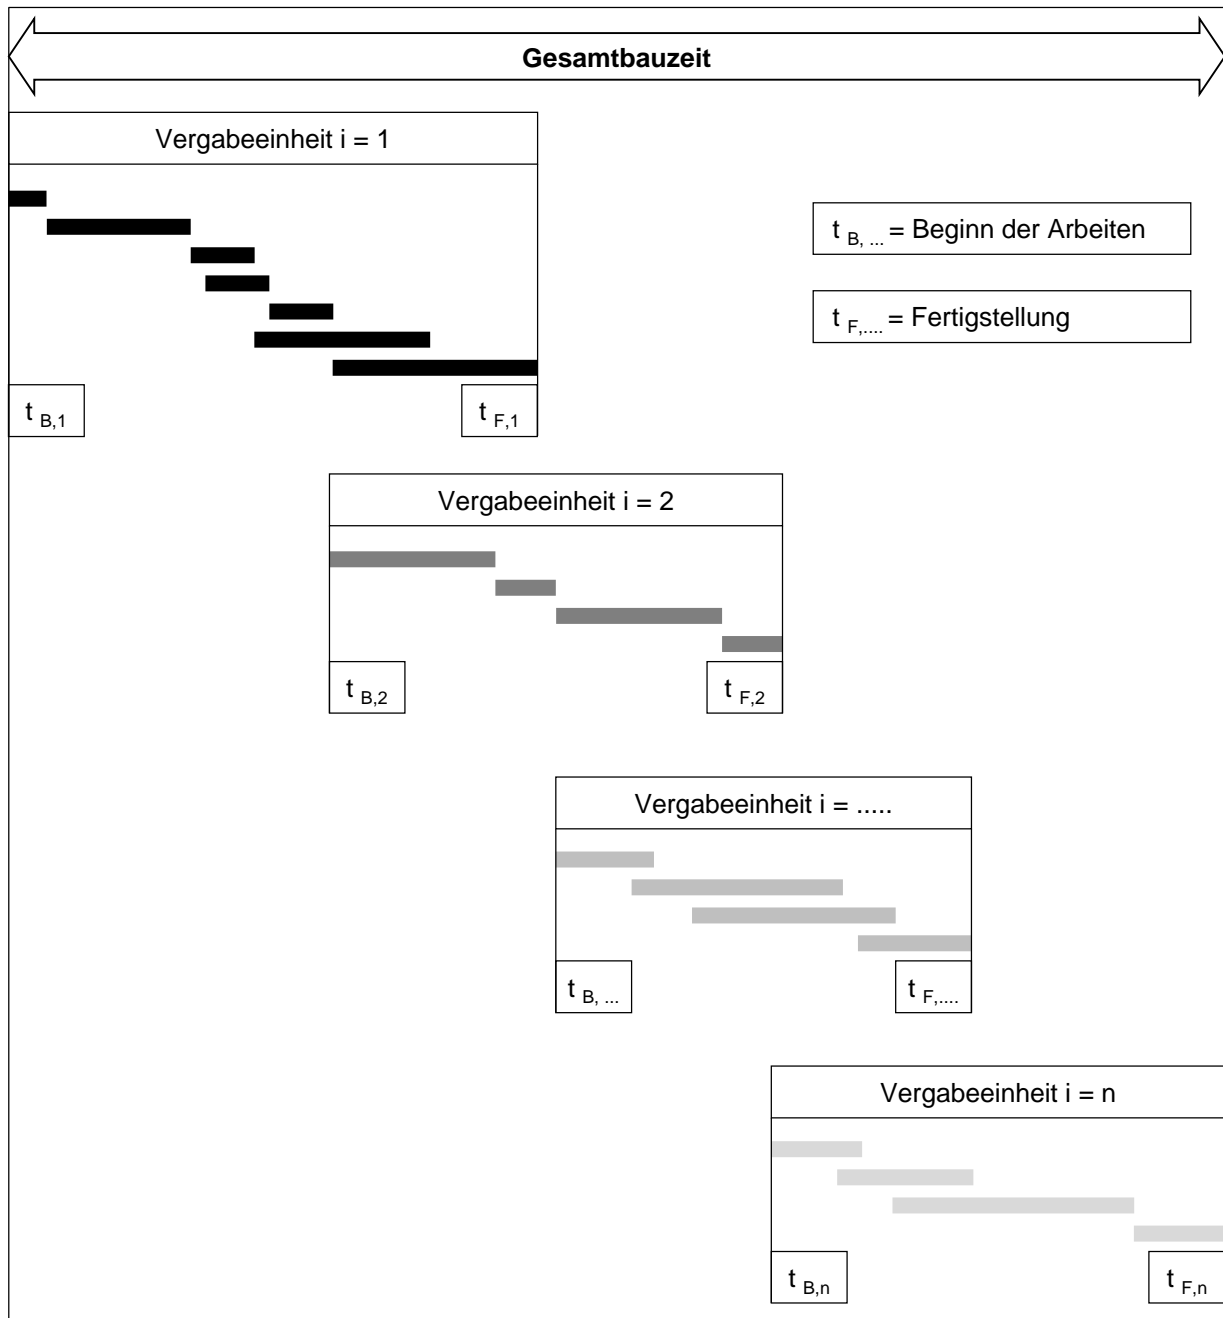 Gesamtbauzeit
Vergabeeinheit i = 1
t B, ... = Beginn der Arbeiten
t F,.... = Fertigstellung
t B,1
t F,1
Vergabeeinheit i = 2
t B,2
t F,2
Vergabeeinheit i = .....
t B, ...
t F,....
Vergabeeinheit i = n
t B,n
t F,n